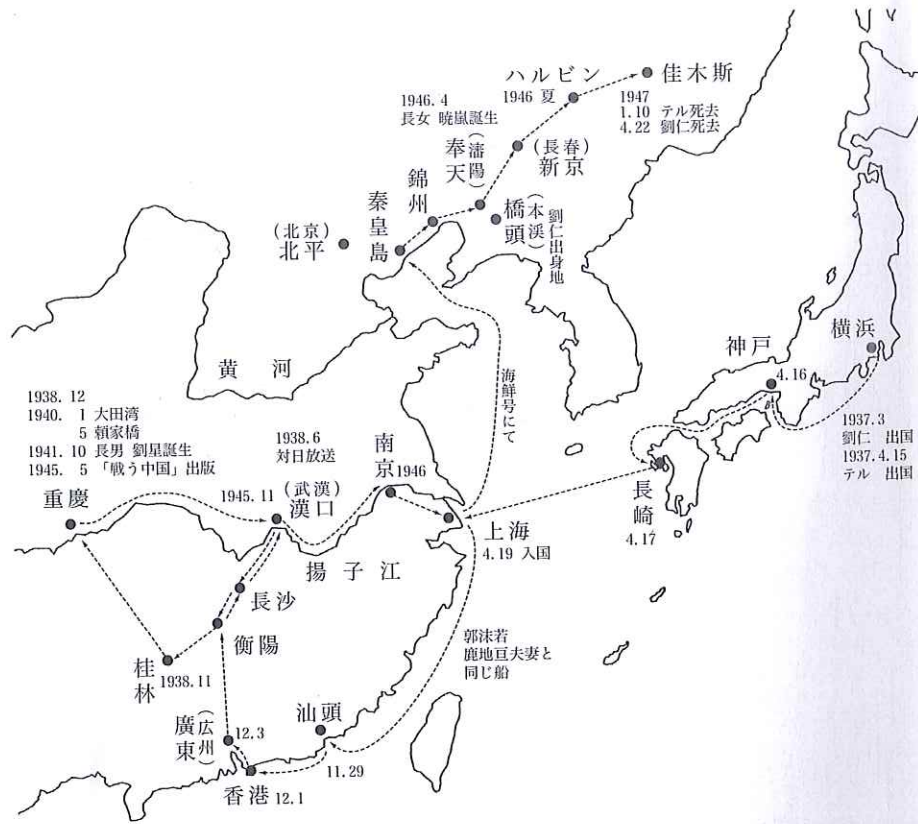 ハルビン
1946 夏
佳木斯
1947
1.10 テル死去
4.22 劉仁死去
1946. 4
長女 暁嵐誕生
奉天
(瀋陽)
(長春)
新京
錦州
秦皇島
(北京)
北平
橋頭
(本渓)
劉仁出身地
黄河
海鮮号にて
神戸
4.16
横浜
1937.3
劉仁 出国
1937.4.15
テル 出国
長崎
4.17
1938. 12
1940. 1 大田湾
5 頼家橋
1941. 10 長男 劉星誕生
1945. 5 「戦う中国」出版
重慶
1938.6
対日放送
1945. 11
(武漢)
漢口
南京
1946
上海
4.19 入国
揚子江
長沙
衡陽
桂林
1938.11
郭沫若
鹿地亘夫妻と
同じ船
廣東
(広州)
12.3
汕頭
11.29
香港
12.1